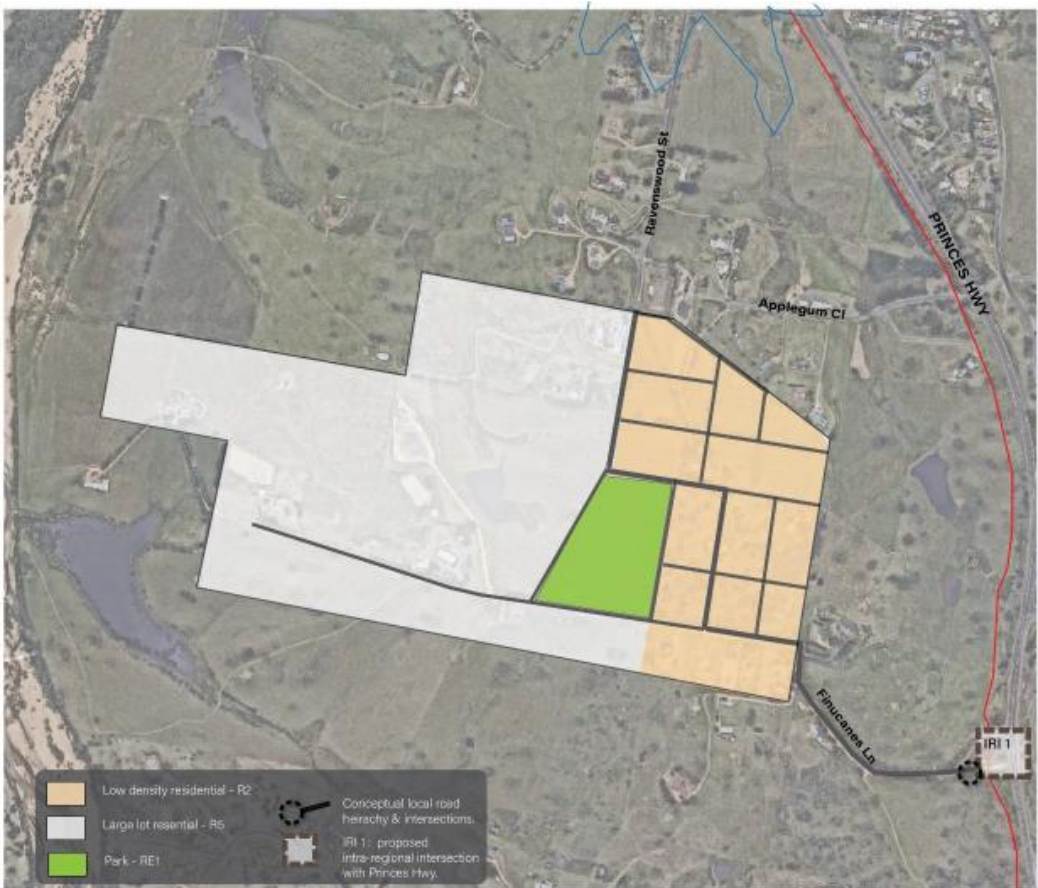 Ravenswood St
PRINCES HWY
Applegum Cl
Finucanes Ln
IRI 1
Low density residential - R2
Large lot resential - R5
Park - RE1
Conceptual local road
heirachy & intersections.
IRI 1: proposed
intra-regional intersection
with Princes Hwy.